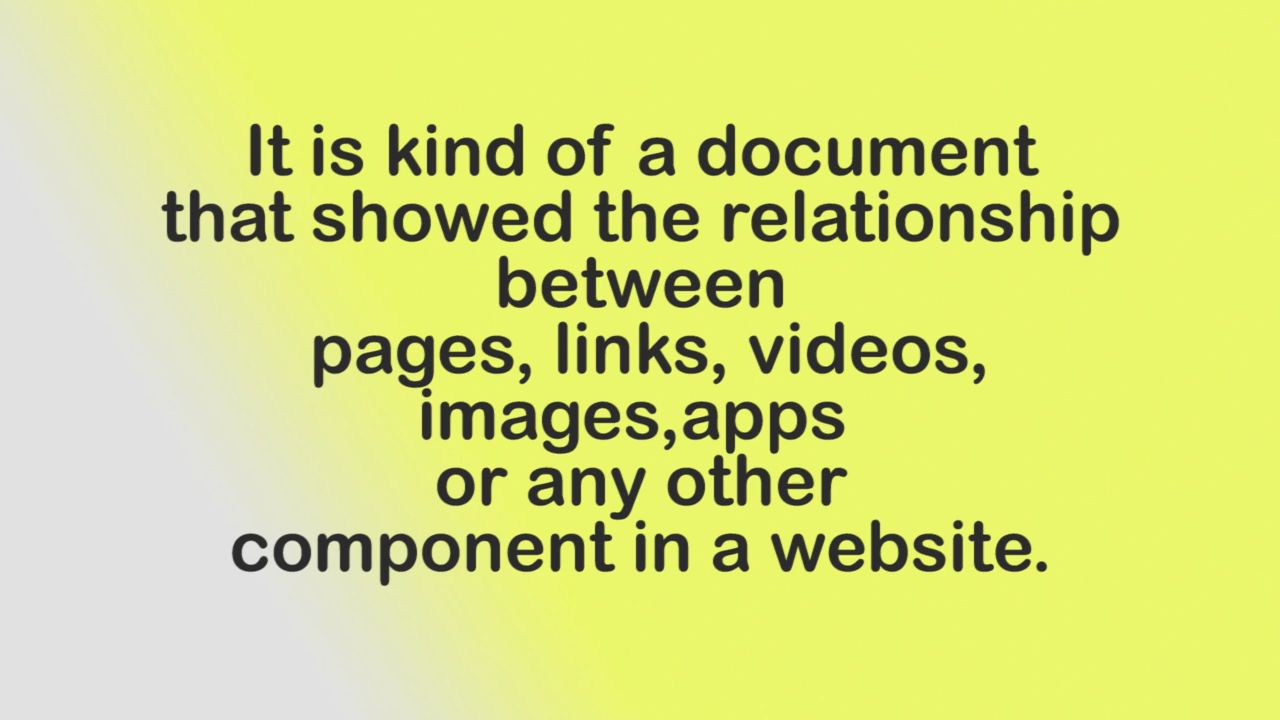 It is kind of a document
that showed the relationship
between
pages, links, videos,
images,apps
or any other
component in a website.